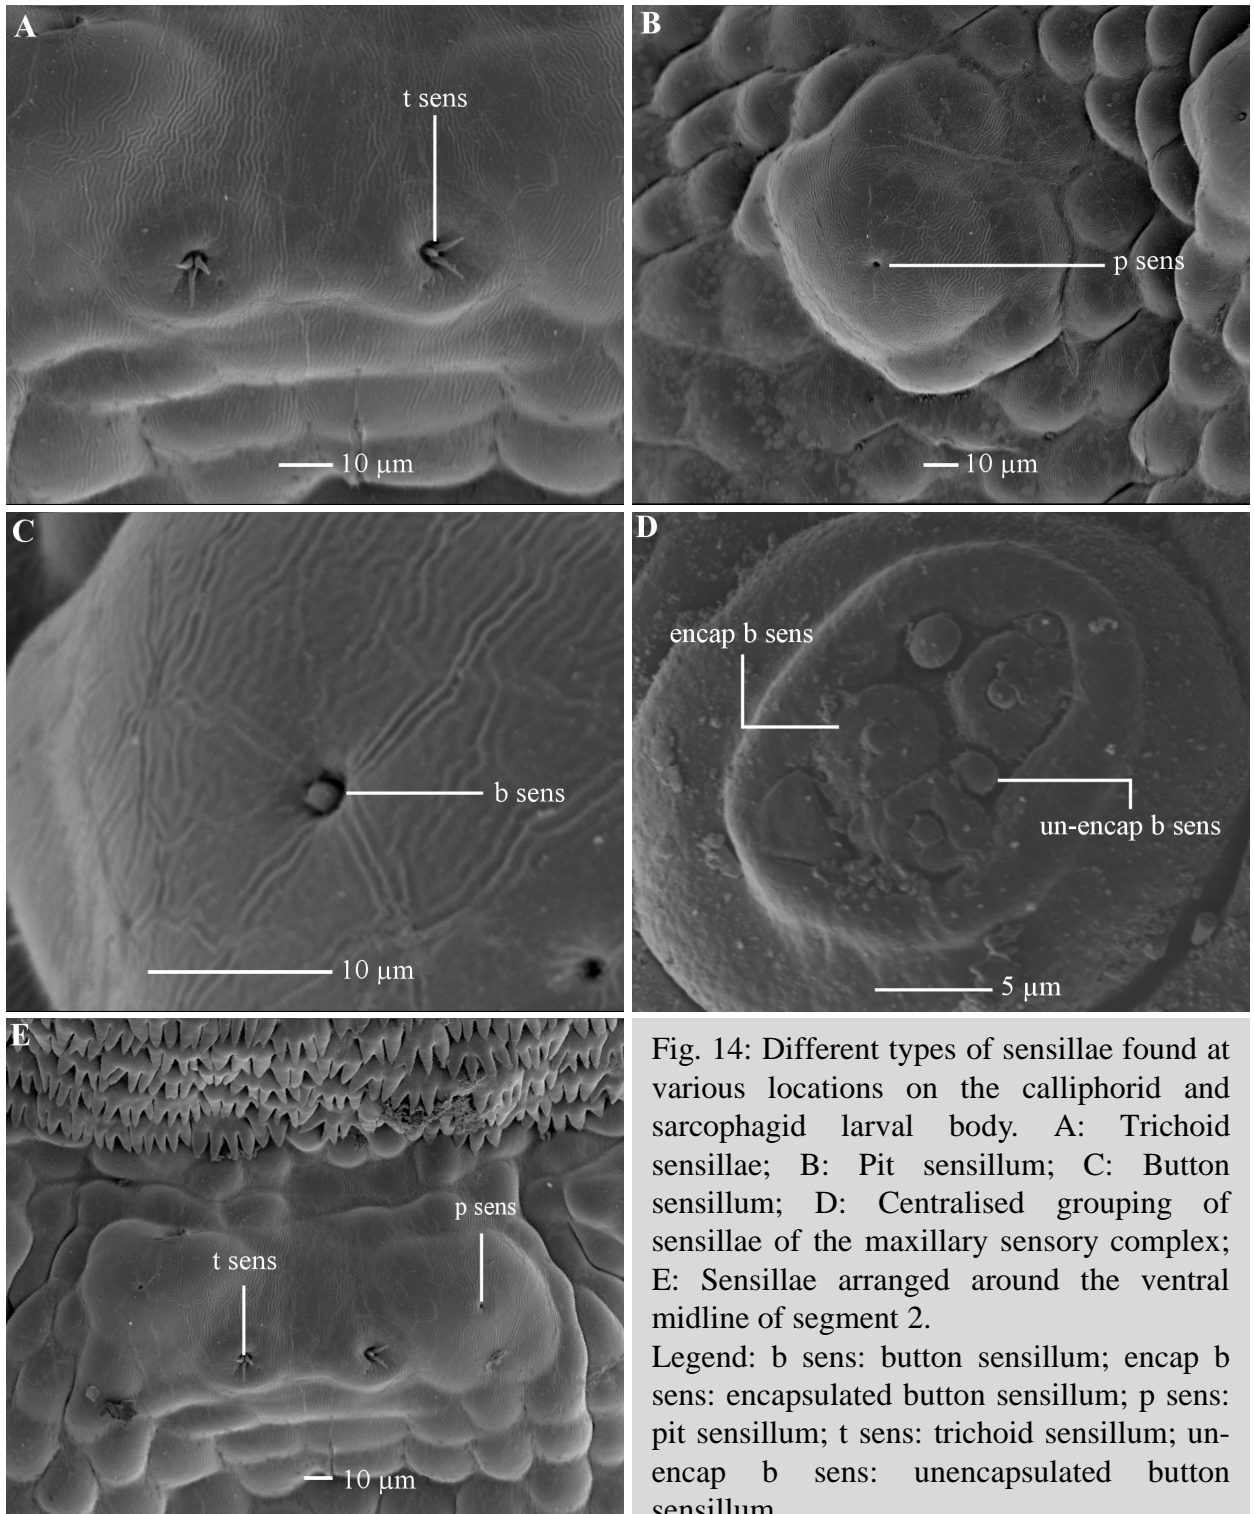 A
t sens
10 µm
B
p sens
10 µm
C
b sens
10 µm
D
encap b sens
un-encap b sens
5 µm
E
p sens
t sens
10 µm
Fig. 14: Different types of sensillae found at
various locations on the calliphorid and
sarcophagid larval body. A: Trichoid
sensillae; B: Pit sensillum; C: Button
sensillum; D: Centralised grouping of
sensillae of the maxillary sensory complex;
E: Sensillae arranged around the ventral
midline of segment 2.
Legend: b sens: button sensillum; encap b
sens: encapsulated button sensillum; p sens:
pit sensillum; t sens: trichoid sensillum; un-
encap b sens: unencapsulated button
sensillum